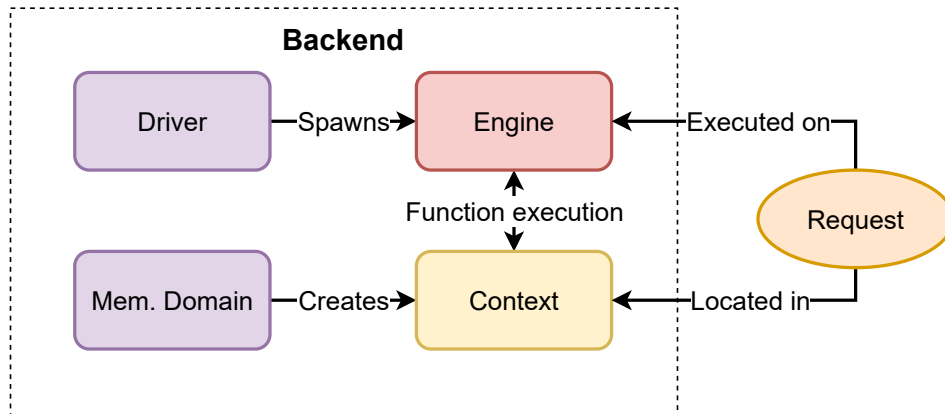 Backend
Driver
Spawns
Engine
Executed on
Function execution
Request
Mem. Domain
Creates
Context
Located in